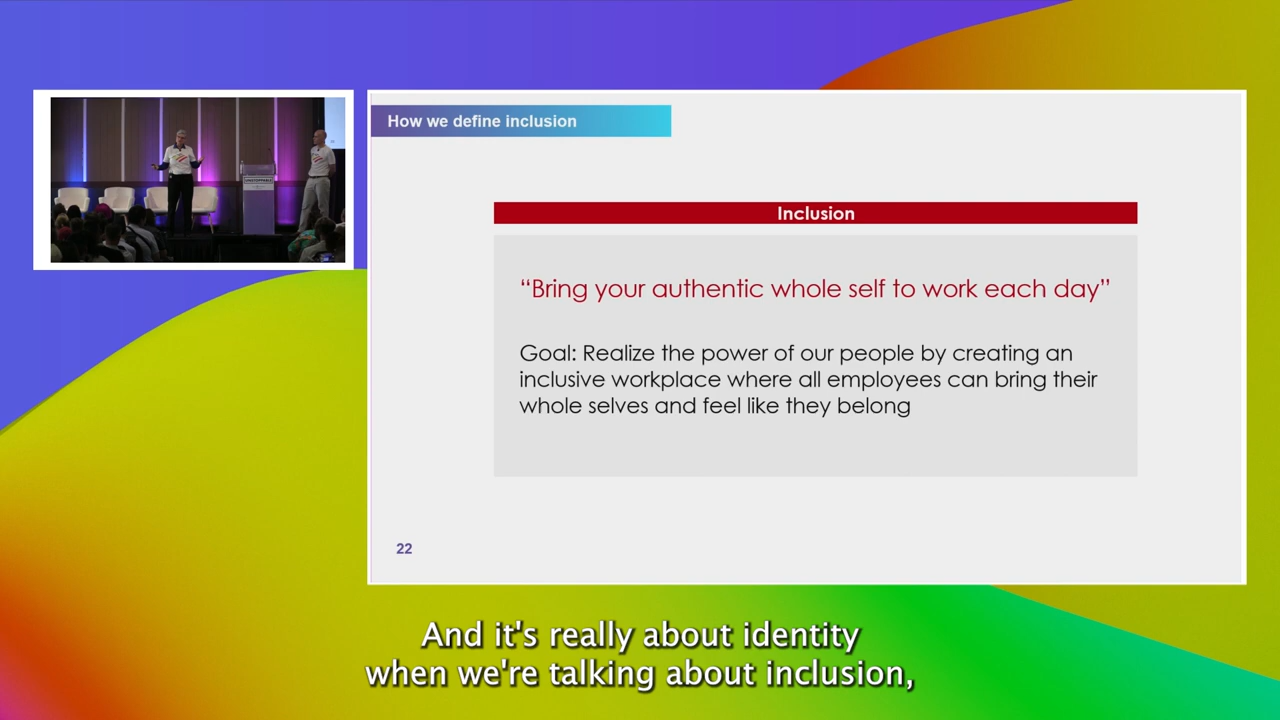 How we define inclusion
Inclusion
“Bring your authentic whole self to work each day”
Goal: Realize the power of our people by creating an
inclusive workplace where all employees can bring their
whole selves and feel like they belong
22
UNSTOPPABLE
And it's really about identity
when we're talking about inclusion,